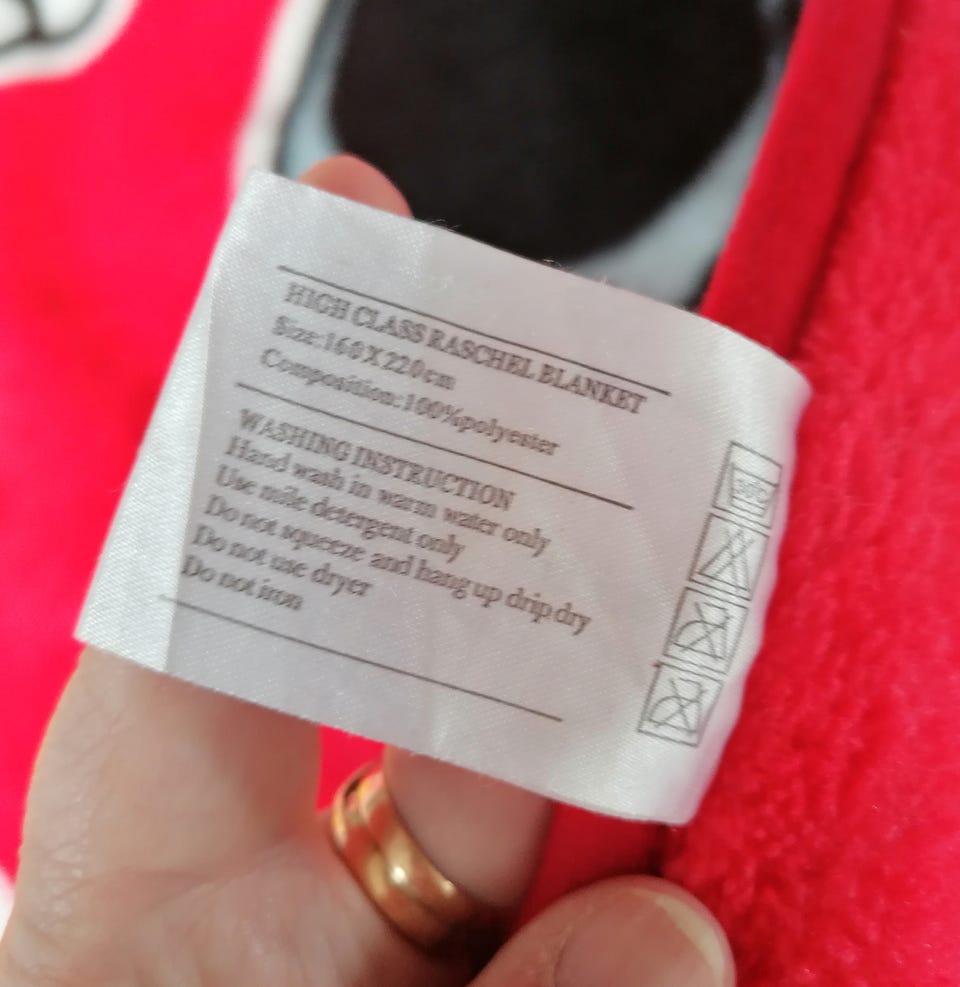 HIGH CLASS RASCHEL BLANKET
Size:160X220cm
Composition:100%polyester
WASHING INSTRUCTION
Hand wash in warm water only
Use mile detergent only
Do not squeeze and hang up drip dry
Do not use dryer
Do not iron